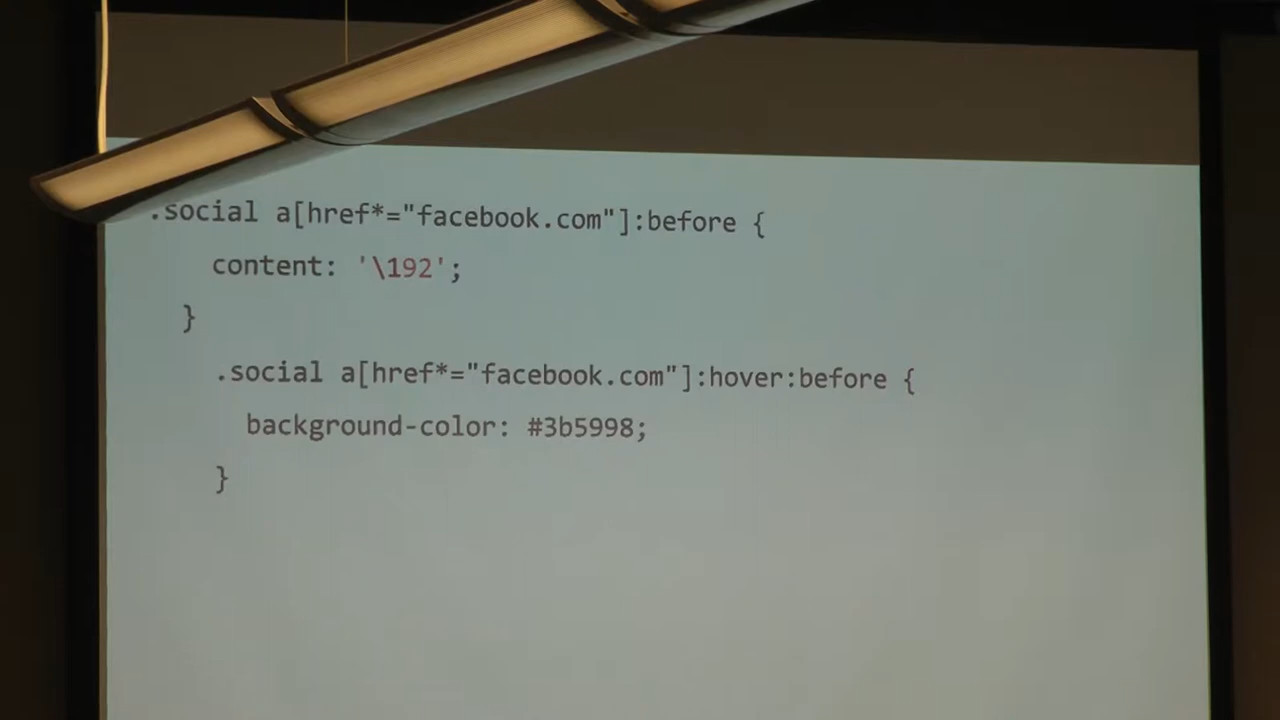 .social a[href*="facebook.com"]:before {
content: '\192';
}
.social a[href*="facebook.com"]:hover:before {
background-color: #3b5998;
}